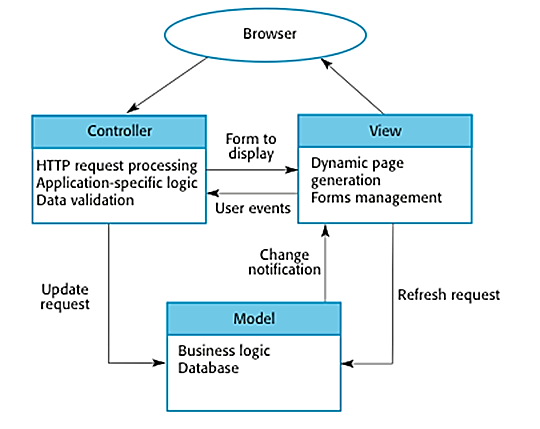 Browser
Controller
HTTP request processing
Application-specific logic
Data validation
Form to
display
User events
View
Dynamic page
generation
Forms management
Update
request
Change
notification
Refresh request
Model
Business logic
Database